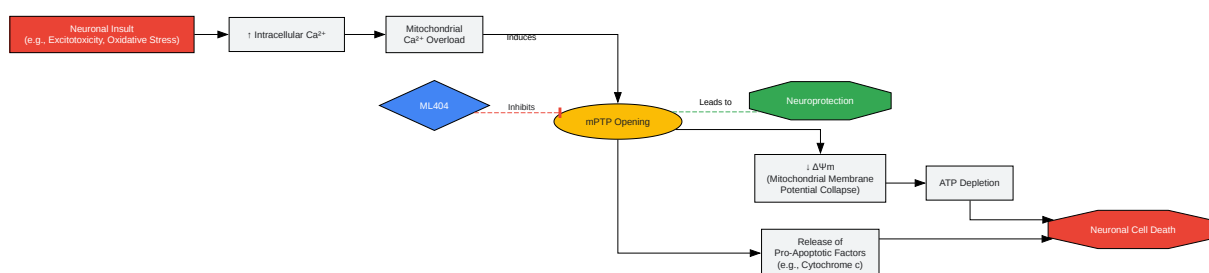 Neuronal Insult
(e.g., Excitotoxicity, Oxidative Stress)
↑ Intracellular Ca²⁺
Mitochondrial
Ca²⁺ Overload
Induces
ML404
Inhibits
mPTP Opening
Leads to
Neuroprotection
↓ ΔΨm
(Mitochondrial Membrane
Potential Collapse)
ATP Depletion
Release of
Pro-Apoptotic Factors
(e.g., Cytochrome c)
Neuronal Cell Death